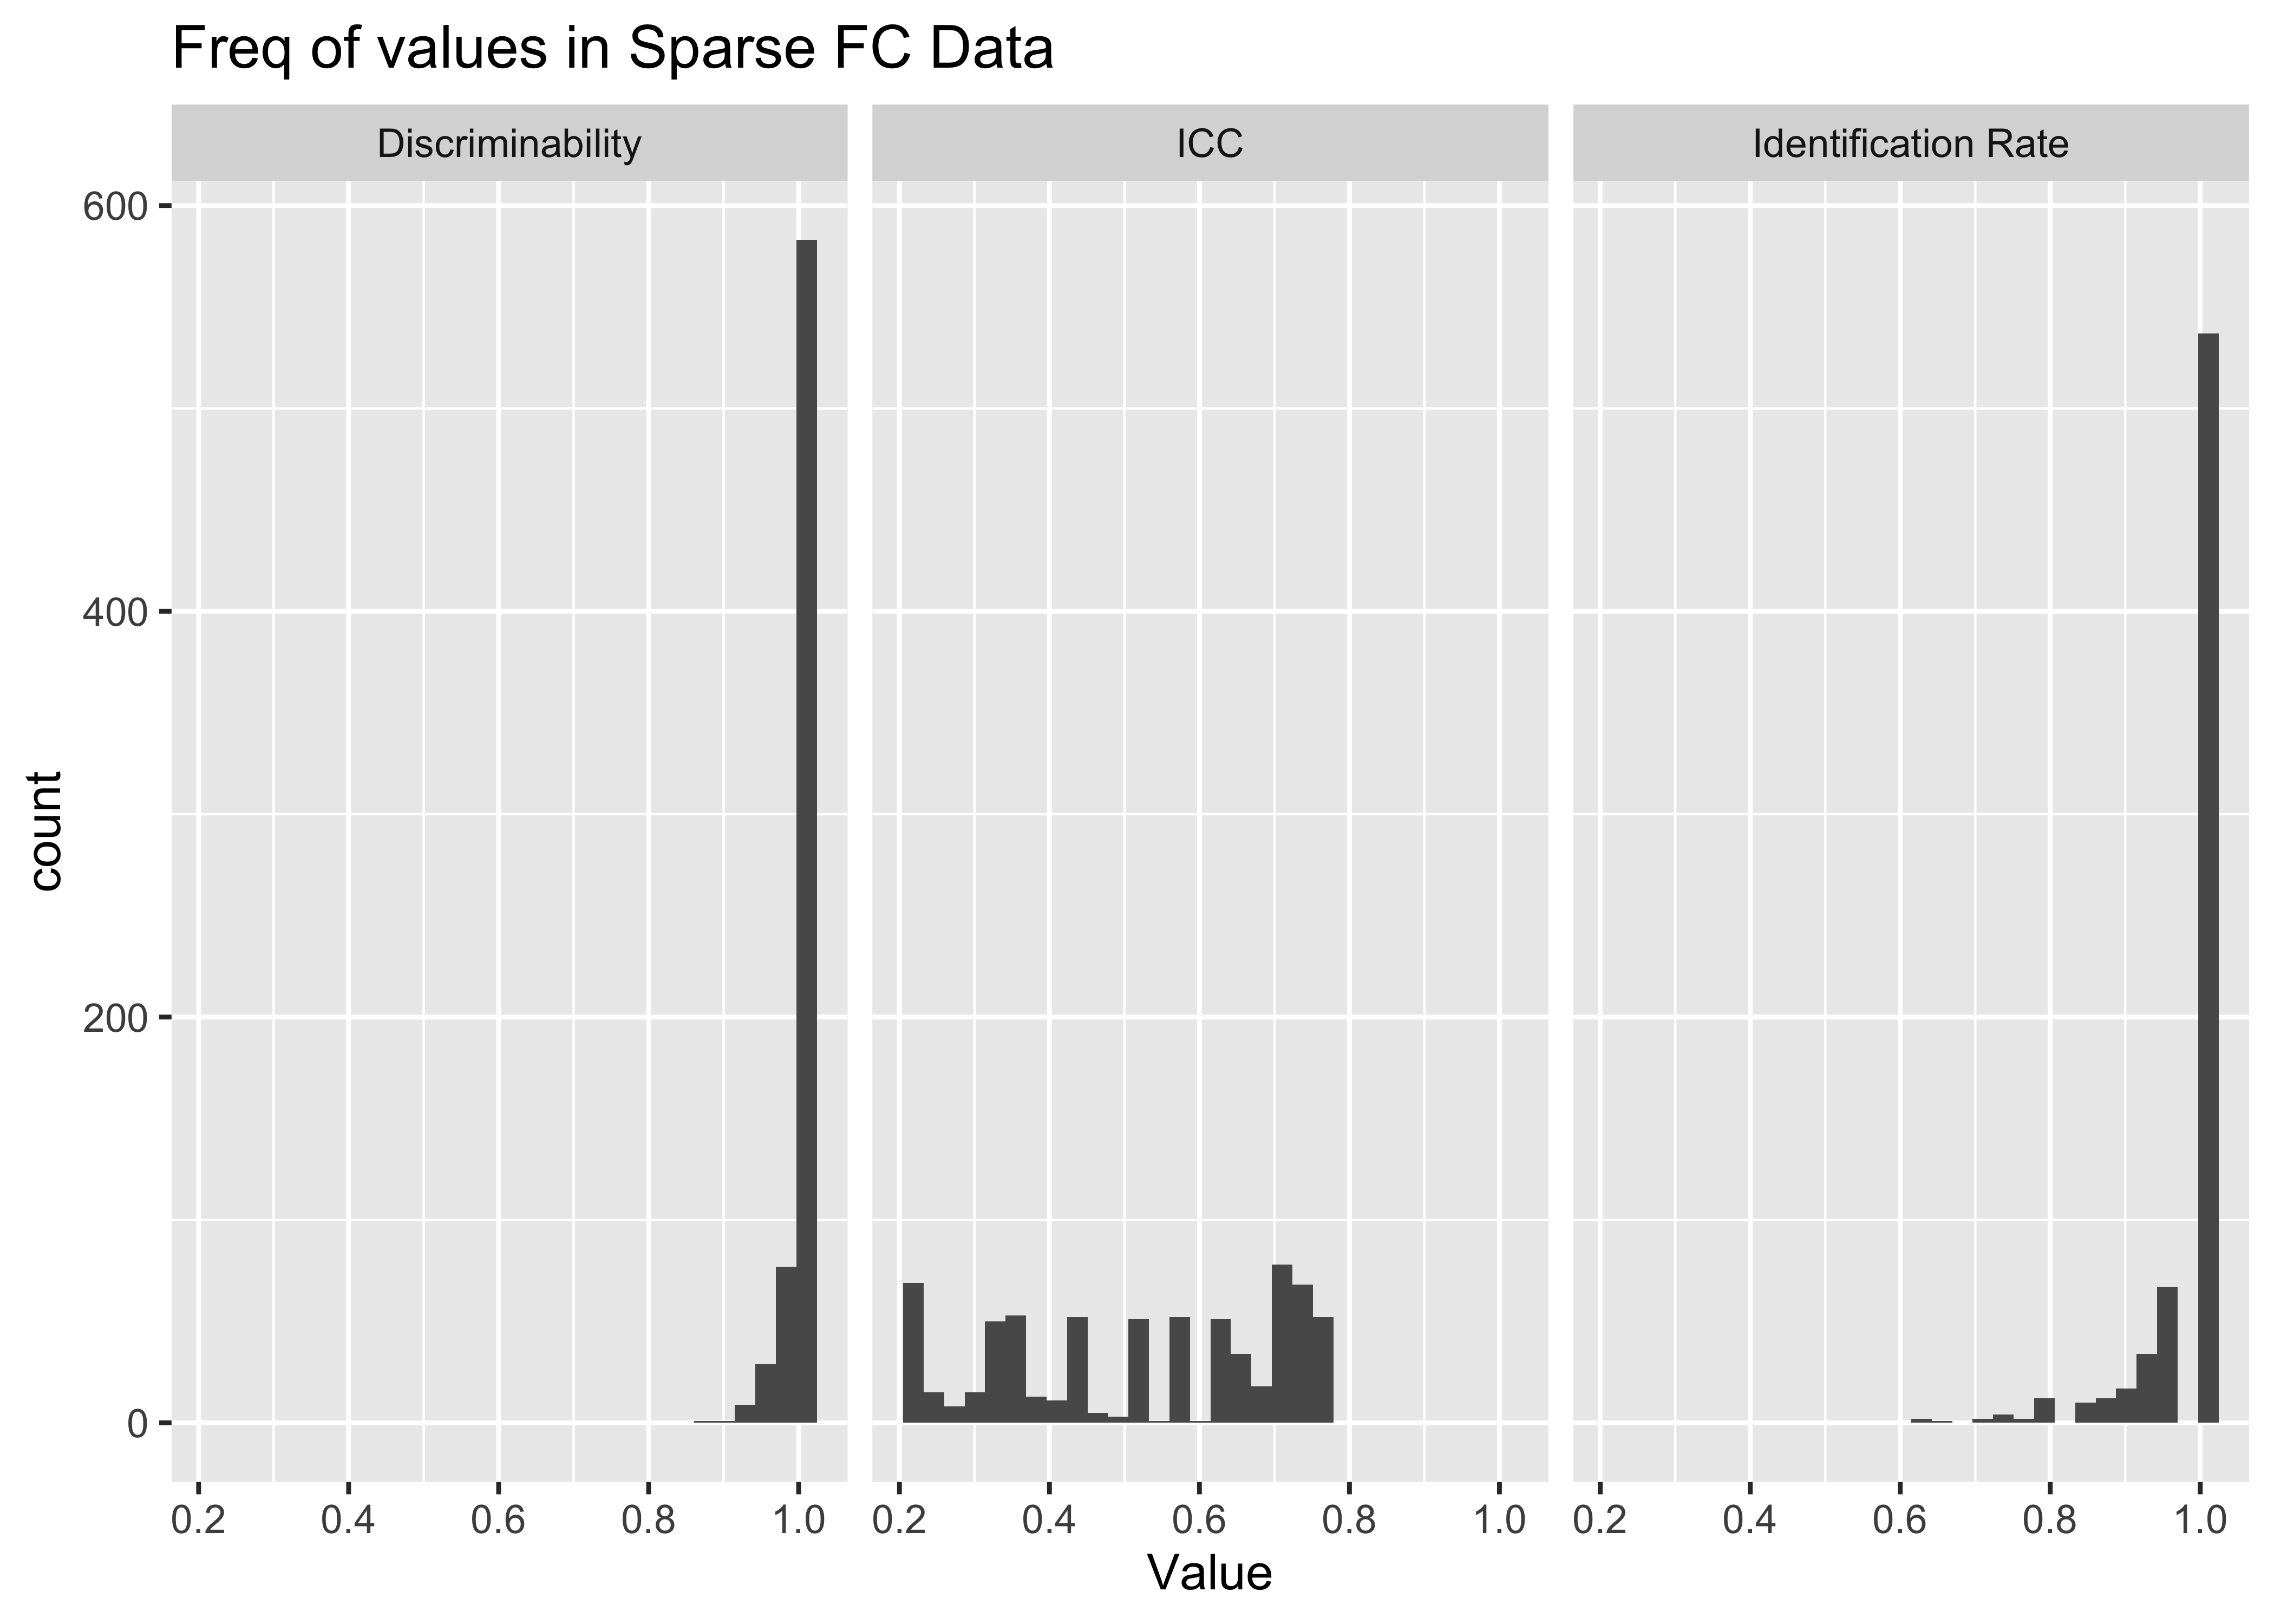 Freq of values in Sparse FC Data
Discriminability ICC Identification Rate
600
400
200
0
count
0.2 0.4 0.6 0.8 1.0 0.2 0.4 0.6 0.8 1.0 0.2 0.4 0.6 0.8 1.0
Value